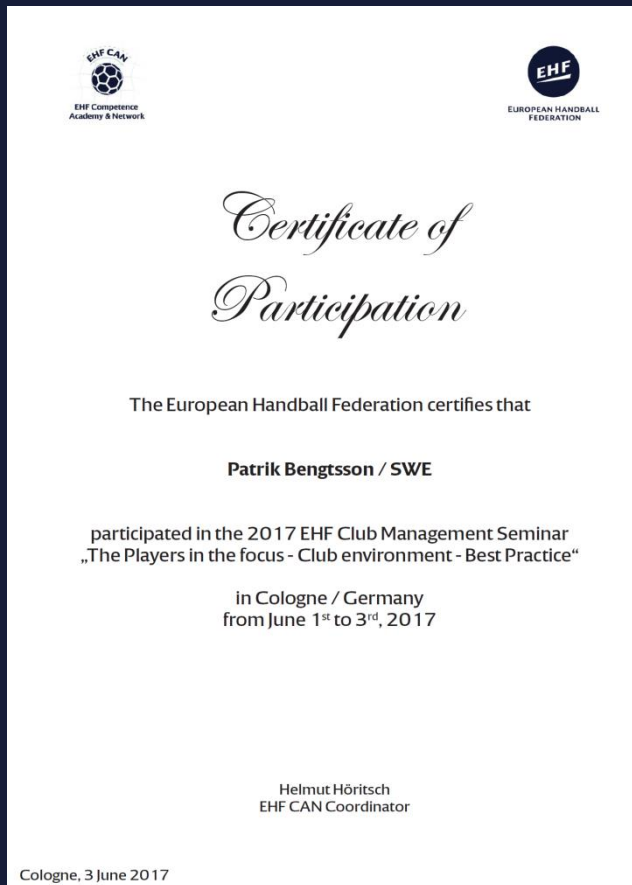 EHF CAN
EHF Competence
Academy & Network
EHF
EUROPEAN HANDBALL
FEDERATION
Certificate of
Participation
The European Handball Federation certifies that
Patrik Bengtsson / SWE
participated in the 2017 EHF Club Management Seminar
„The Players in the focus - Club environment - Best Practice“
in Cologne / Germany
from June 1st to 3rd, 2017
Helmut Höritsch
EHF CAN Coordinator
Cologne, 3 June 2017